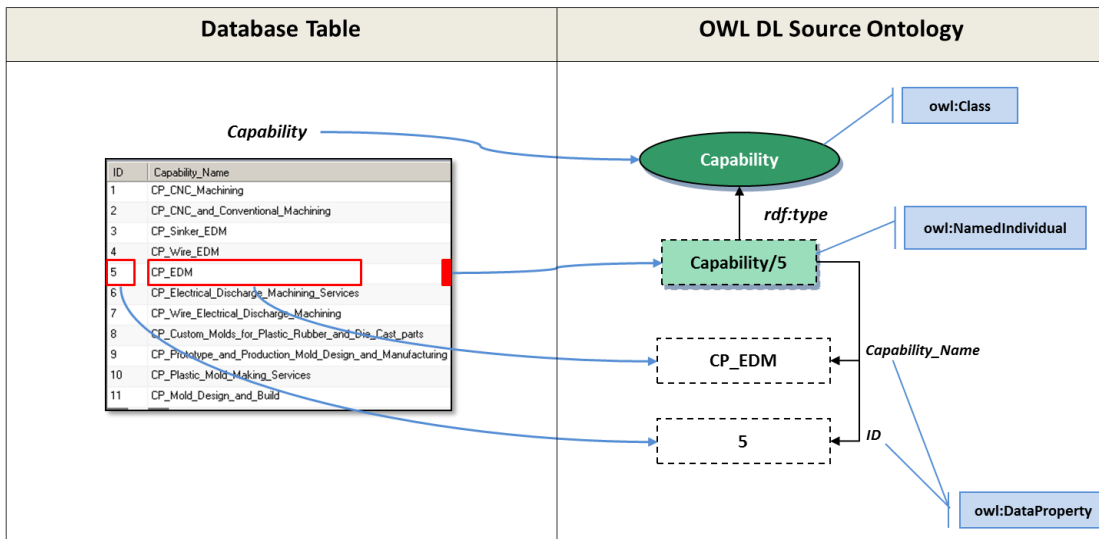 Database Table
OWL DL Source Ontology
Capability
ID Capability_Name
1 CP_CNC_Machining
2 CP_CNC_and_Conventional_Machining
3 CP_Sinker_EDM
4 CP_Wire_EDM
5 CP_EDM
6 CP_Electrical_Discharge_Machining_Services
7 CP_Wire_Electrical_Discharge_Machining
8 CP_Custom_Molds_for_Plastic_Rubber_and_Die_Cast_parts
9 CP_Prototype_and_Production_Mold_Design_and_Manufacturing
10 CP_Plastic_Mold_Making_Services
11 CP_Mold_Design_and_Build
owl:Class
Capability
rdf:type
owl:NamedIndividual
Capability/5
Capability_Name
CP_EDM
ID
5
owl:DataProperty